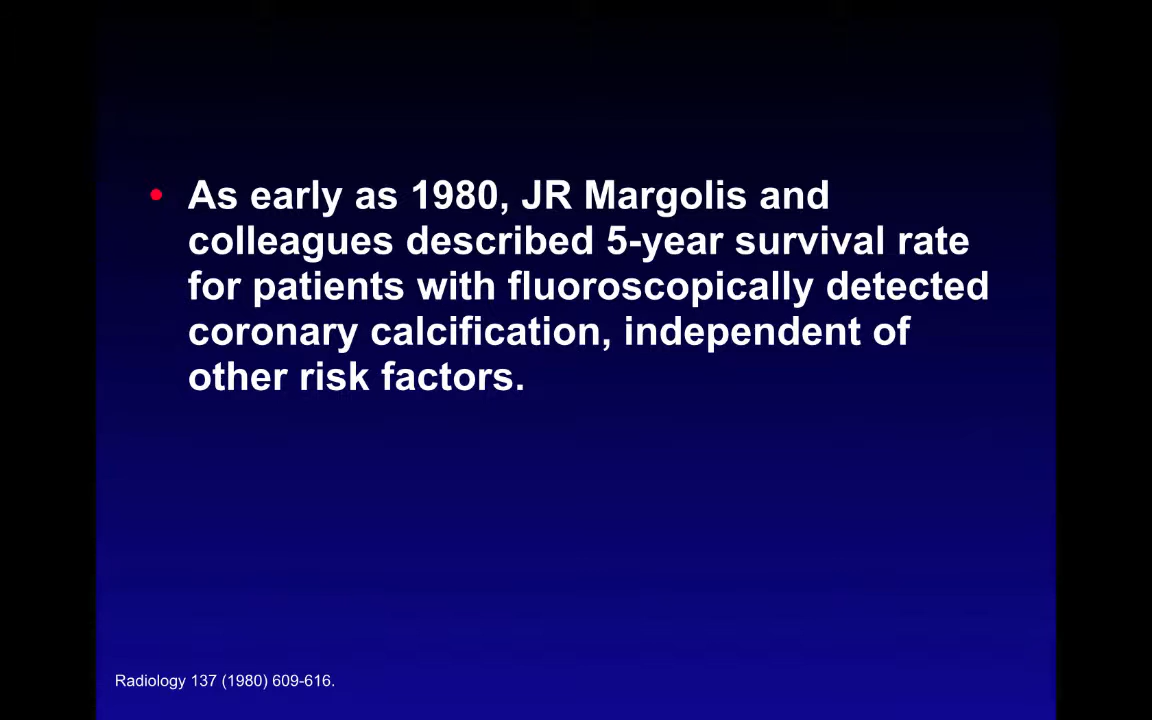 • As early as 1980, JR Margolis and
colleagues described 5-year survival rate
for patients with fluoroscopically detected
coronary calcification, independent of
other risk factors.
Radiology 137 (1980) 609-616.